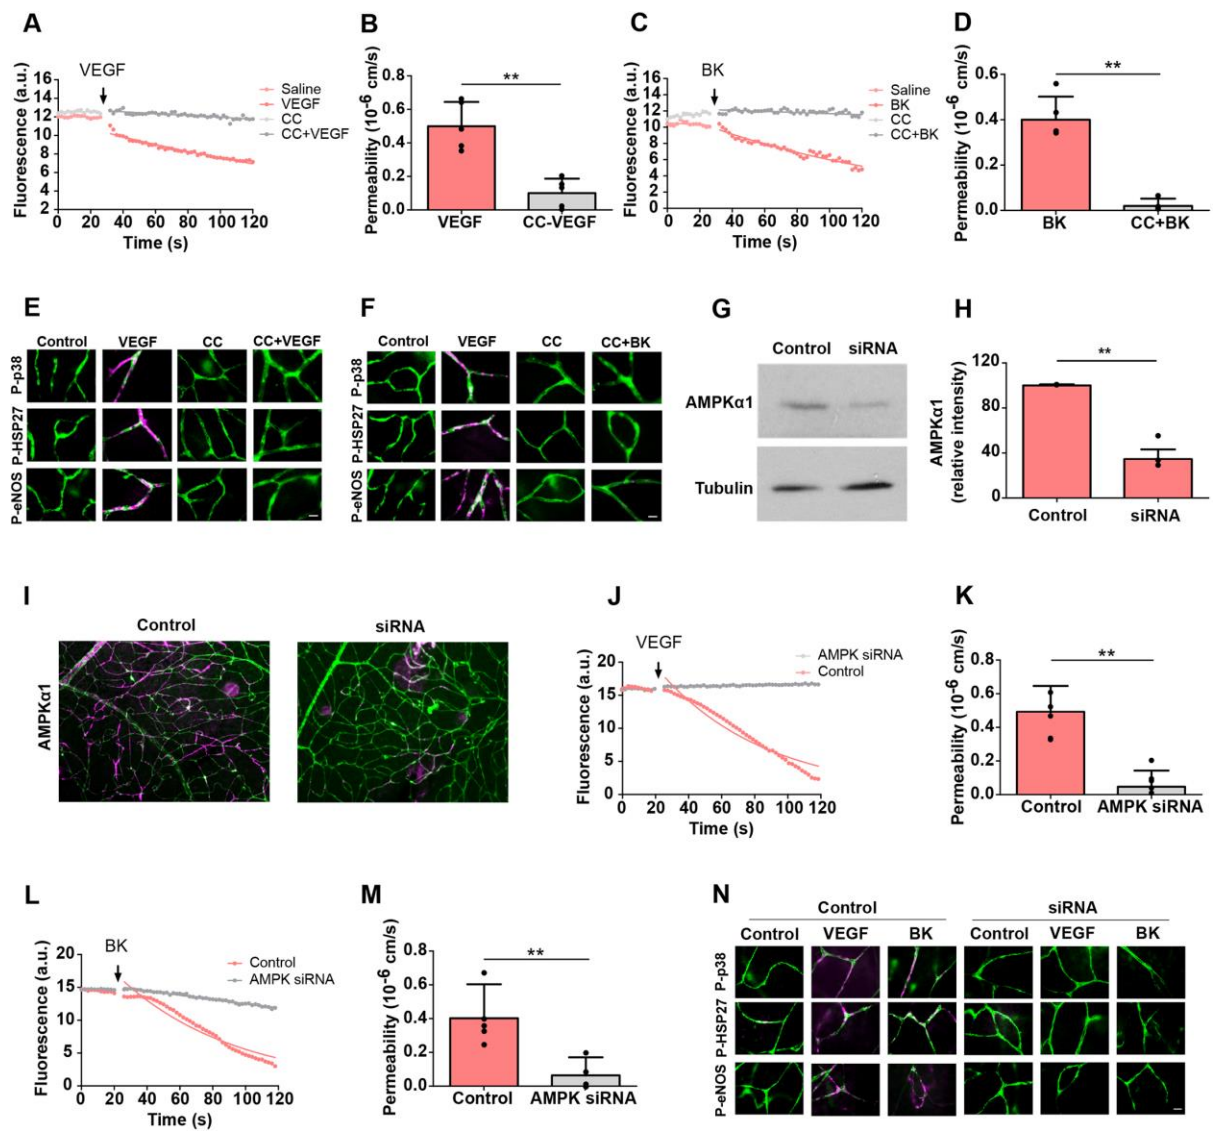 A
VEGF
Fluorescence (a.u.)
16
14
12
10
8
6
4
2
0 20 40 60 80 100 120
Time (s)
Saline
VEGF
CC
CC+VEGF
B
Permeability (10⁻⁶ cm/s)
0.8
0.6
0.4
0.2
0.0
**
VEGF CC-VEGF
C
BK
Fluorescence (a.u.)
16
14
12
10
8
6
4
2
0
0 20 40 60 80 100 120
Time (s)
Saline
BK
CC
CC+BK
D
Permeability (10⁻⁶ cm/s)
0.6
0.4
0.2
0.0
**
BK CC+BK
E
Control VEGF CC CC+VEGF
P-p38
P-HSP27
P-eNOS
F
Control VEGF CC CC+BK
P-p38
P-HSP27
P-eNOS
G
Control siRNA
AMPKα1
Tubulin
H
AMPKα1
(relative intensity)
120
80
40
0
**
Control siRNA
I
Control siRNA
AMPKα1
J
VEGF
Fluorescence (a.u.)
20
15
10
5
0
0 20 40 60 80 100 120
Time (s)
AMPK siRNA
Control
K
Permeability (10⁻⁶ cm/s)
0.8
0.6
0.4
0.2
0.0
**
Control AMPK siRNA
L
BK
Fluorescence (a.u.)
20
15
10
5
0
0 20 40 60 80 100 120
Time (s)
Control
AMPK siRNA
M
Permeability (10⁻⁶ cm/s)
0.8
0.6
0.4
0.2
0.0
**
Control AMPK siRNA
N
Control siRNA
Control VEGF BK Control VEGF BK
P-p38
P-HSP27
P-eNOS